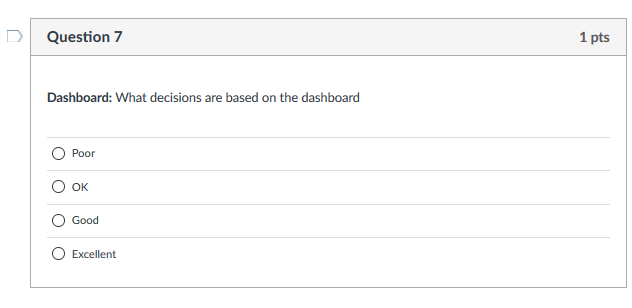 Question 7
1 pts
Dashboard: What decisions are based on the dashboard
Poor
OK
Good
Excellent